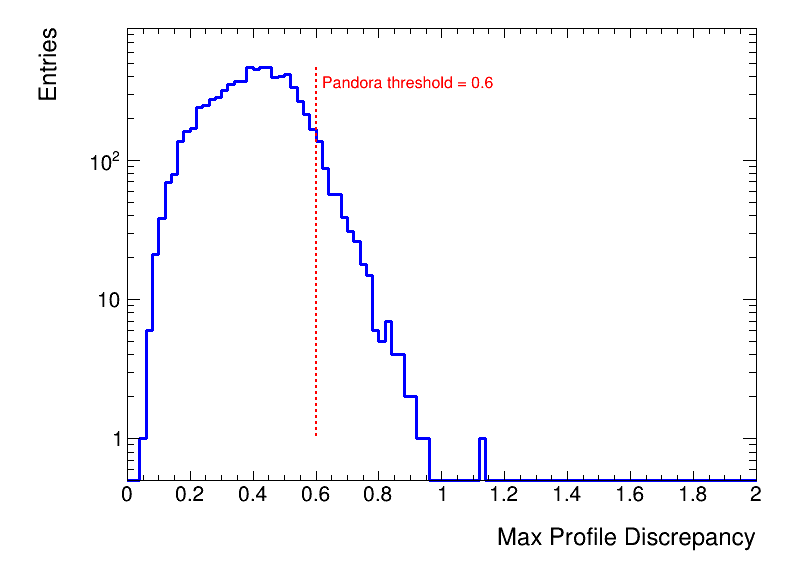 Entries
Pandora threshold = 0.6
10²
10
1
0 0.2 0.4 0.6 0.8 1 1.2 1.4 1.6 1.8 2
Max Profile Discrepancy